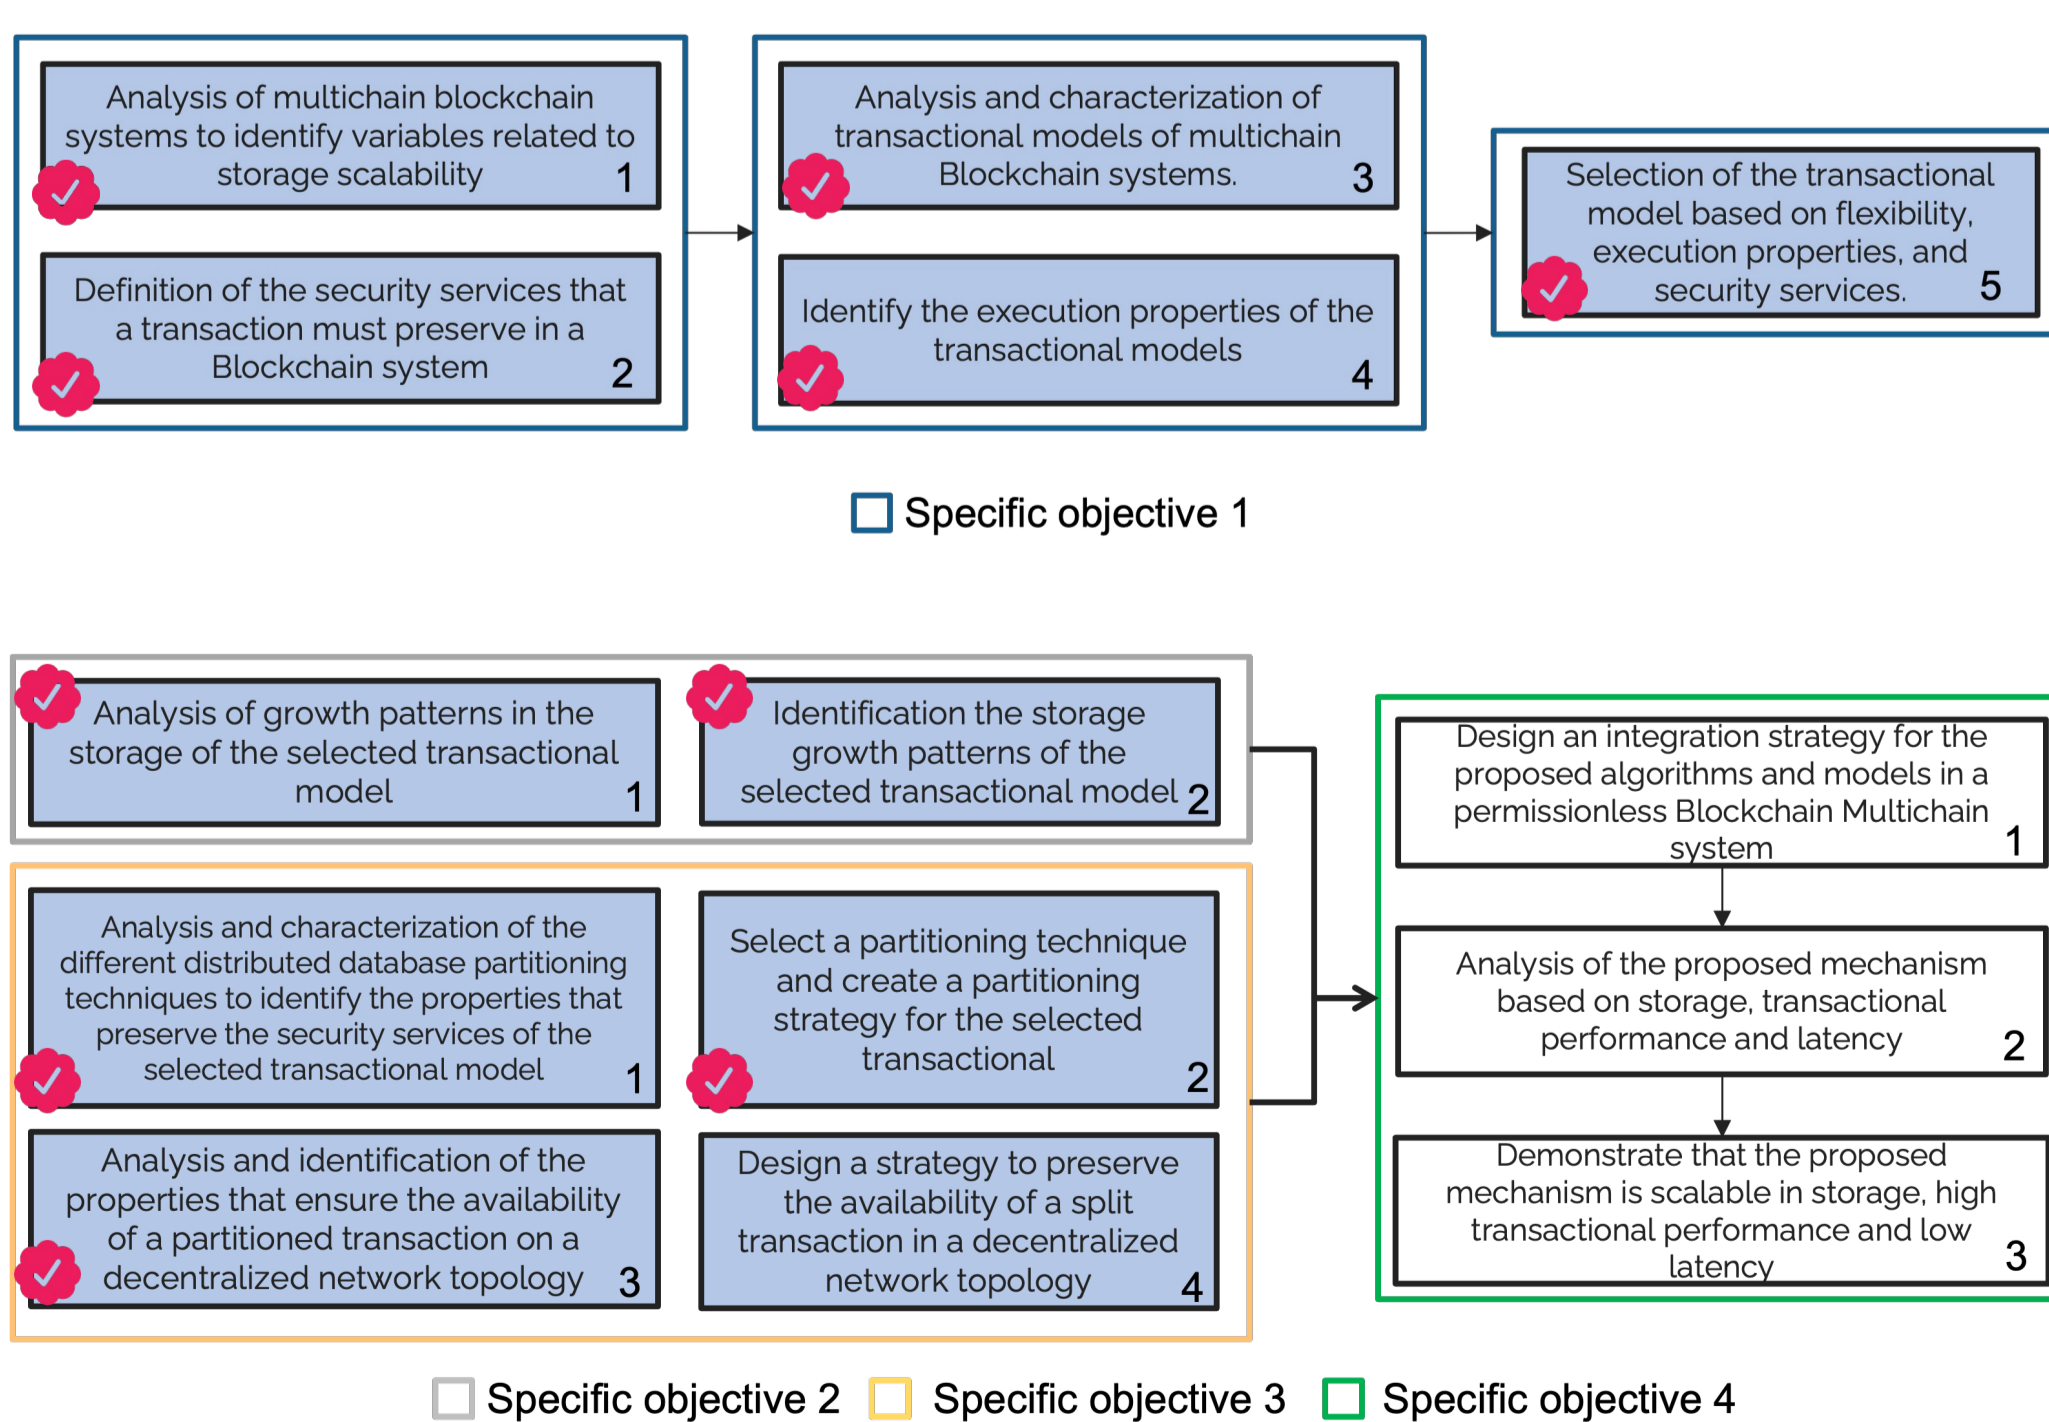 Analysis of multichain blockchain
systems to identify variables related to
storage scalability
1
Definition of the security services that
a transaction must preserve in a
Blockchain system
2
Analysis and characterization of
transactional models of multichain
Blockchain systems.
3
Identify the execution properties of the
transactional models
4
Selection of the transactional
model based on flexibility,
execution properties, and
security services.
5
Specific objective 1
Analysis of growth patterns in the
storage of the selected transactional
model
1
Identification the storage
growth patterns of the
selected transactional model
2
Analysis and characterization of the
different distributed database partitioning
techniques to identify the properties that
preserve the security services of the
selected transactional model
1
Select a partitioning technique
and create a partitioning
strategy for the selected
transactional
2
Analysis and identification of the
properties that ensure the availability
of a partitioned transaction on a
decentralized network topology
3
Design a strategy to preserve
the availability of a split
transaction in a decentralized
network topology
4
Design an integration strategy for the
proposed algorithms and models in a
permissionless Blockchain Multichain
system
1
Analysis of the proposed mechanism
based on storage, transactional
performance and latency
2
Demonstrate that the proposed
mechanism is scalable in storage, high
transactional performance and low
latency
3
Specific objective 2
Specific objective 3
Specific objective 4